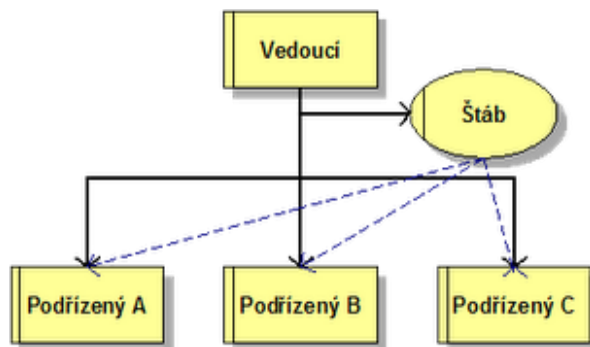 Vedoucí
Štáb
Podřízený A
Podřízený B
Podřízený C